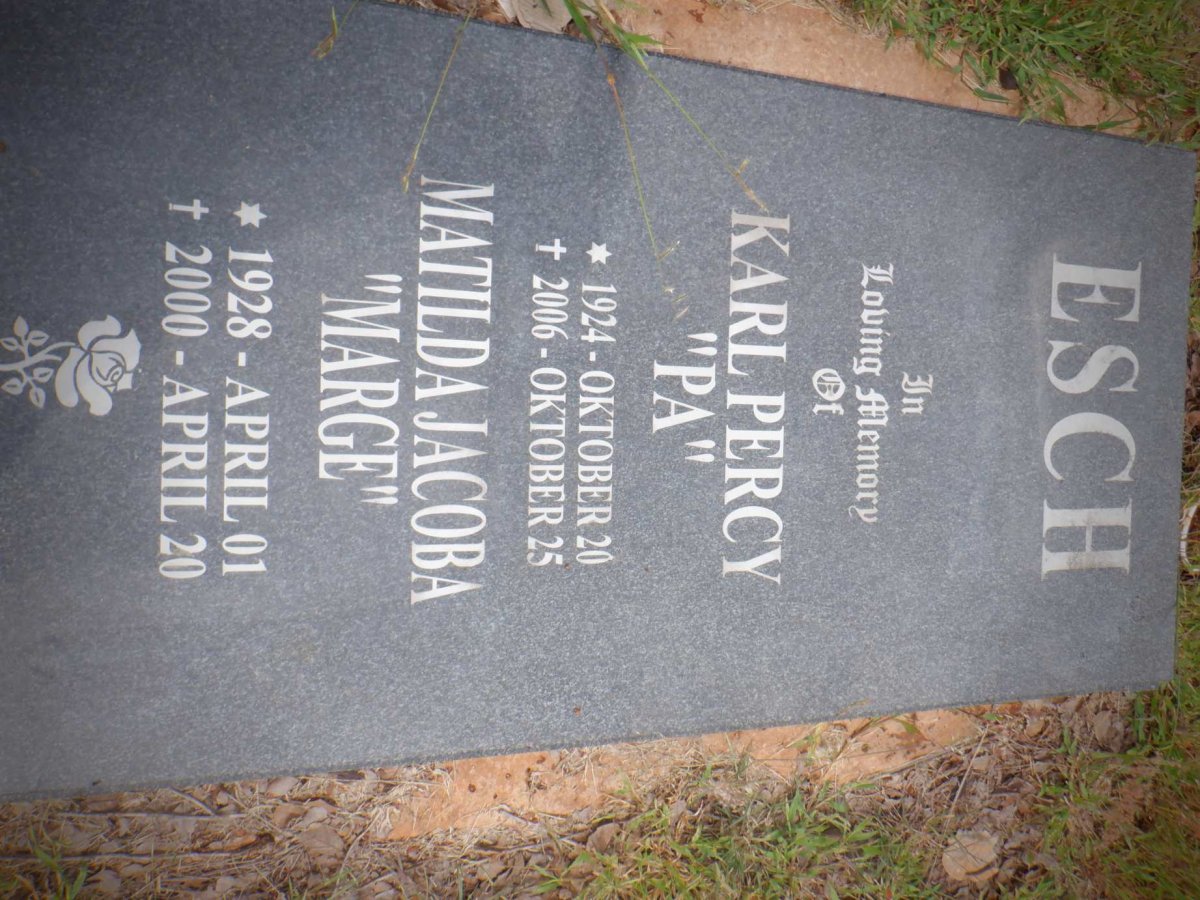 ESCH
In
Loving Memory
Of
KARL PERCY
"PA"
1924 - OKTOBER 20
2006 - OKTOBER 25
MATILDA JACOBA
"MARGE"
1928 - APRIL 01
2000 - APRIL 20